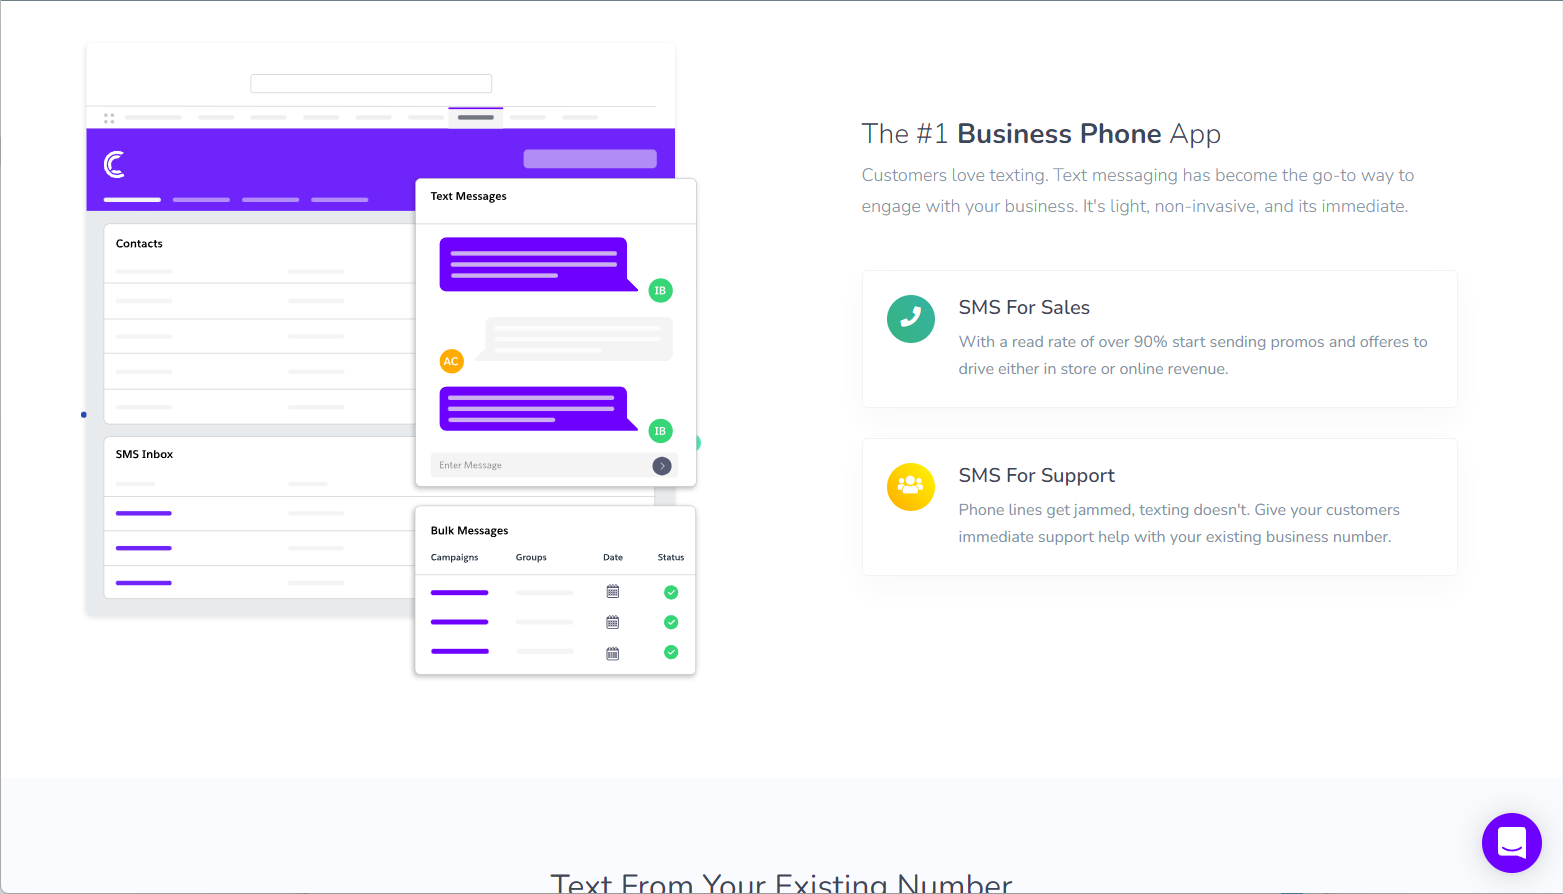 The #1 Business Phone App
Customers love texting. Text messaging has become the go-to way to
engage with your business. It's light, non-invasive, and its immediate.
SMS For Sales
With a read rate of over 90% start sending promos and offeres to
drive either in store or online revenue.
SMS For Support
Phone lines get jammed, texting doesn't. Give your customers
immediate support help with your existing business number.
Text Messages
IB
AC
IB
Enter Message
Contacts
SMS Inbox
Bulk Messages
Campaigns Groups Date Status
Text From Your Existing Number